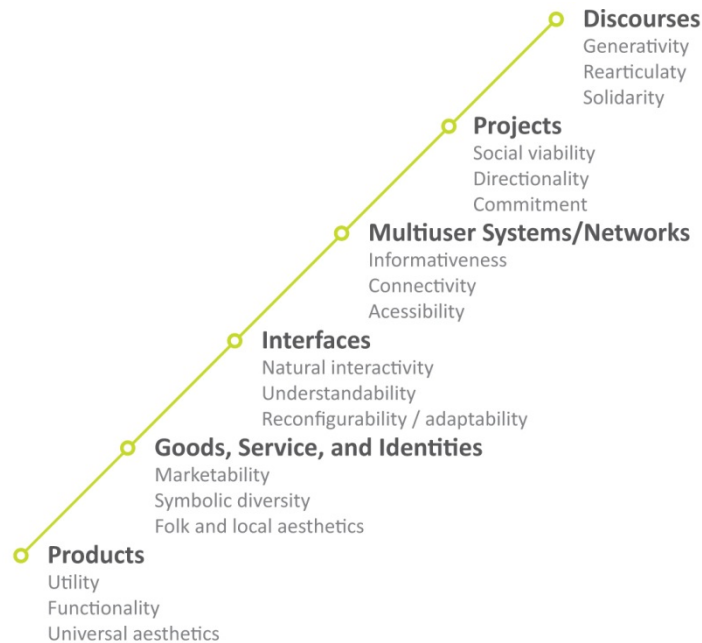 Discourses
Generativity
Rearticulaty
Solidarity
Projects
Social viability
Directionality
Commitment
Multiuser Systems/Networks
Informativeness
Connectivity
Acessibility
Interfaces
Natural interactivity
Understandability
Reconfigurability / adaptability
Goods, Service, and Identities
Marketability
Symbolic diversity
Folk and local aesthetics
Products
Utility
Functionality
Universal aesthetics